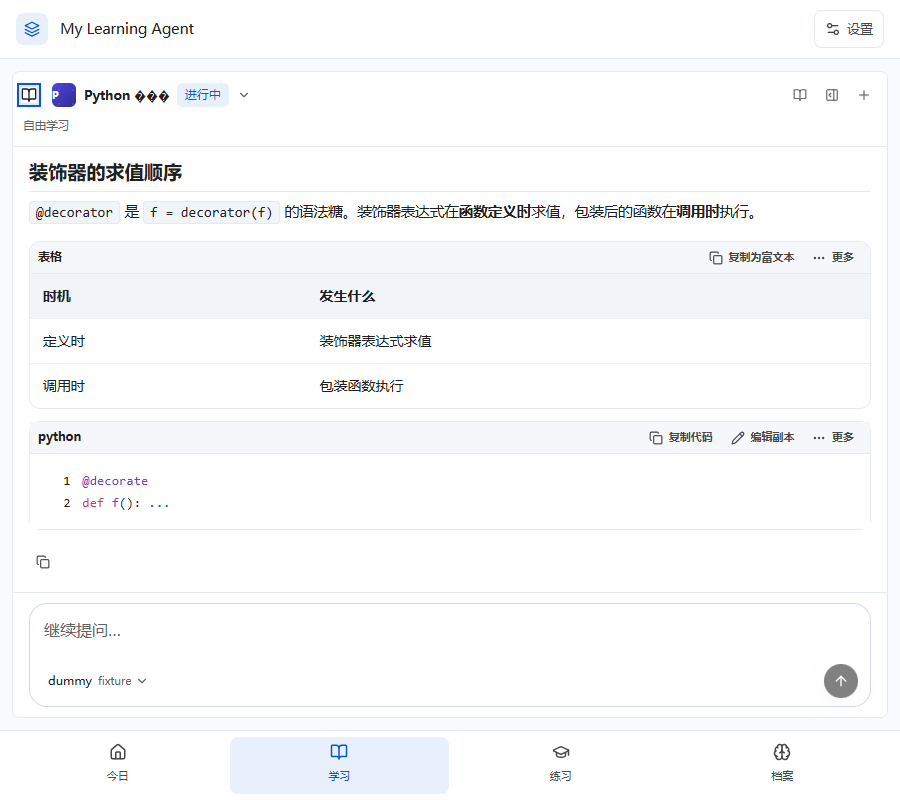 My Learning Agent
设置
P
Python ���
进行中
自由学习
装饰器的求值顺序
@decorator 是 f = decorator(f) 的语法糖。装饰器表达式在函数定义时求值，包装后的函数在调用时执行。
表格
复制为富文本
… 更多
时机 发生什么
定义时 装饰器表达式求值
调用时 包装函数执行
python
复制代码
编辑副本
… 更多
1 @decorate
2 def f(): ...
继续提问...
dummy fixture
今日
学习
练习
档案